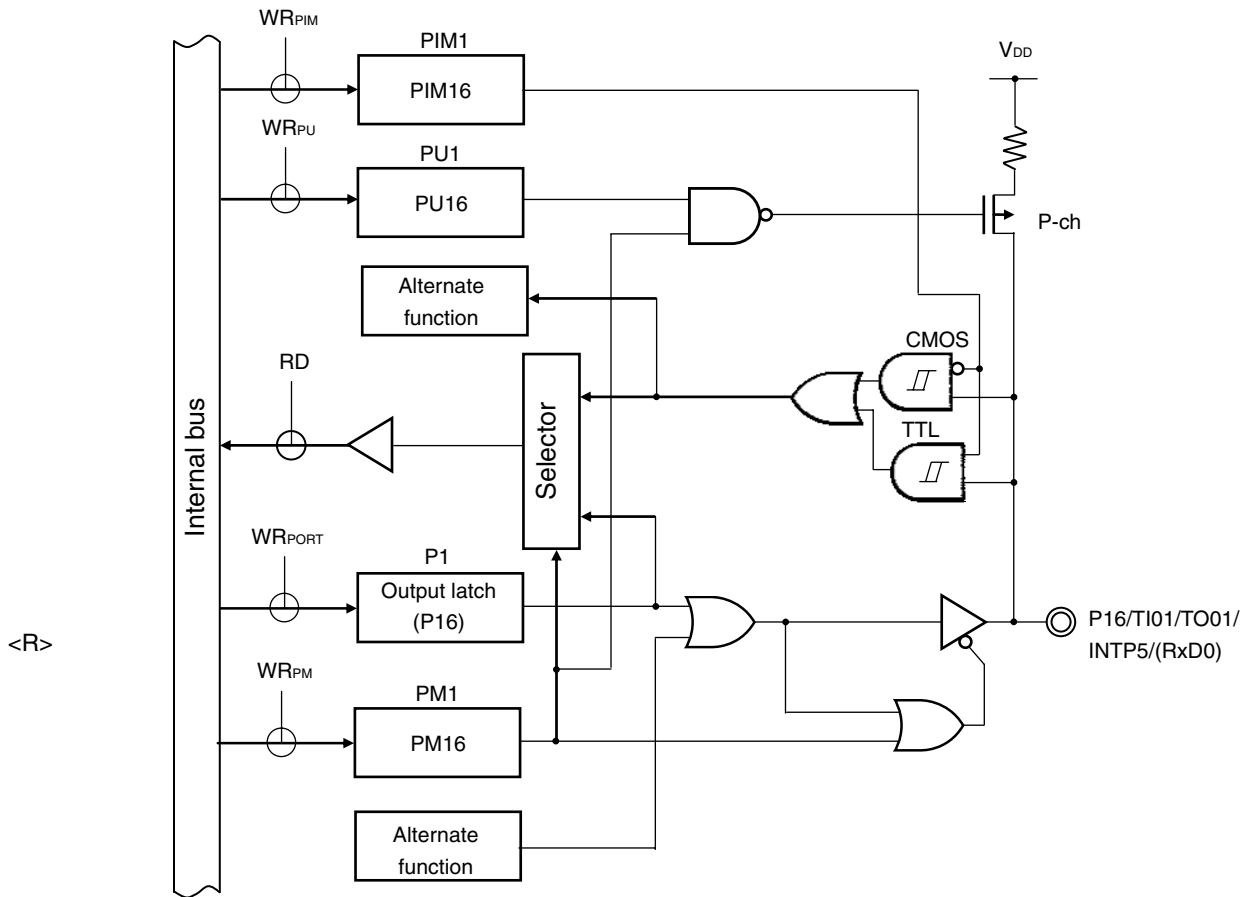 WRPIM
PIM1
PIM16
VDD
WRPU
PU1
PU16
P-ch
Alternate
function
CMOS
RD
TTL
Selector
Internal bus
WRPORT
P1
Output latch
(P16)
P16/TI01/TO01/
INTP5/(RxD0)
<R>
WRPM
PM1
PM16
Alternate
function